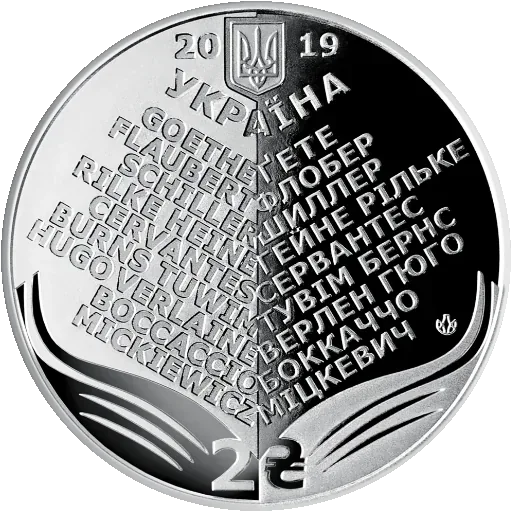 20 19
УКРАЇНА
GOETHE ҐЕТЕ
FLAUBERT ФЛОБЕР
SCHILLER ШИЛЛЕР
RILKE HEINE ГЕЙНЕ РІЛЬКЕ
CERVANTES СЕРВАНТЕС
BURNS TUWIM ТУВІМ БЕРНС
HUGO VERLAINE ВЕРЛЕН ГЮГО
BOCCACCIO БОККАЧЧО
MICKIEWICZ МІЦКЕВИЧ
2 ₴